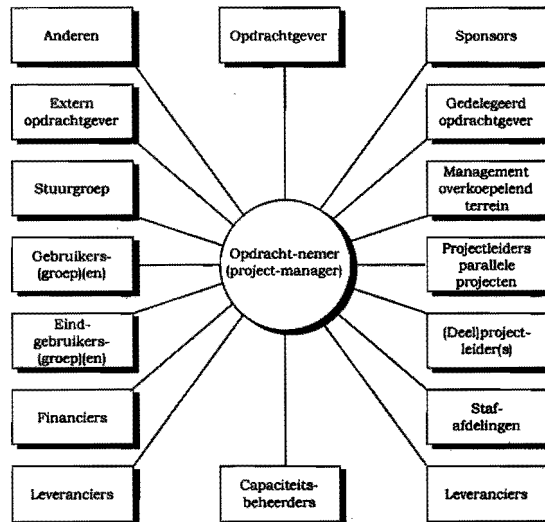 Anderen
Opdrachtgever
Sponsors
Extern
opdrachtgever
Gedelegeerd
opdrachtgever
Stuurgroep
Management
overkoepelend
terrein
Gebruikers-
(groep)(en)
Opdracht-nemer
(project-manager)
Projectleiders
parallele
projecten
Eind-
gebruikers-
(groep)(en)
(Deel)project-
leider(s)
Financiers
Staf-
afdelingen
Leveranciers
Capaciteits-
beheerders
Leveranciers